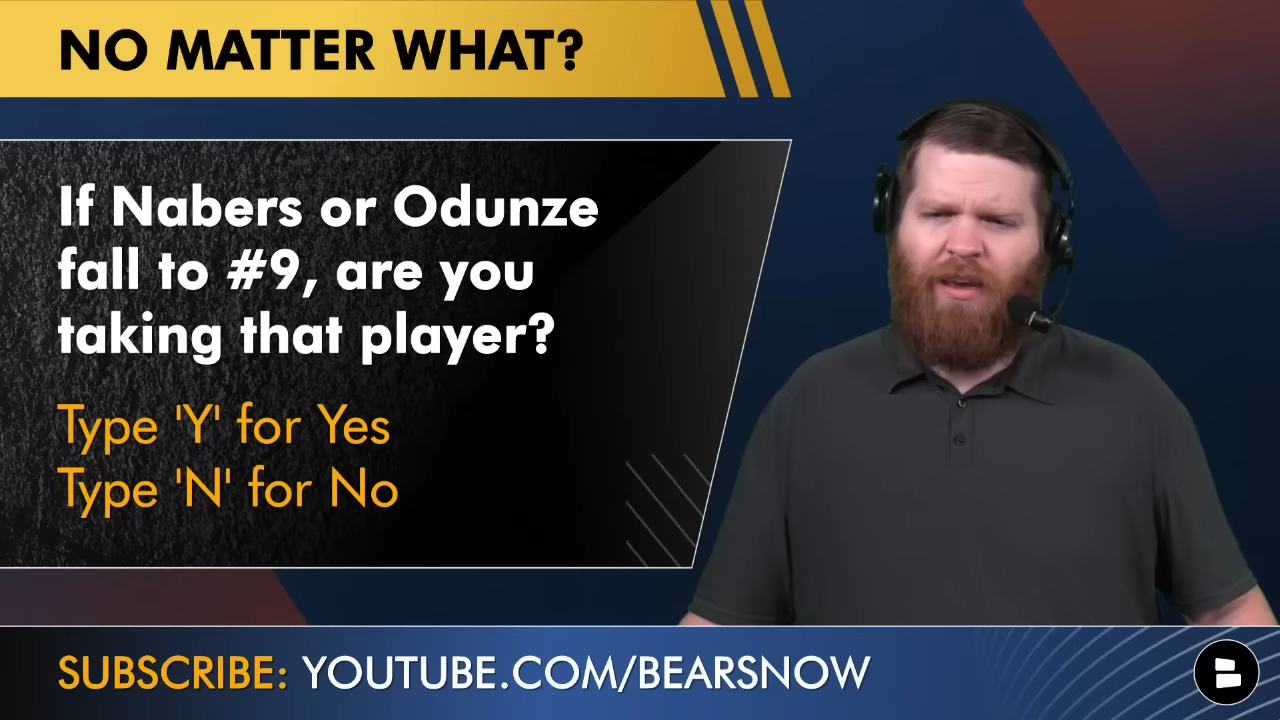 NO MATTER WHAT?
If Nabers or Odunze
fall to #9, are you
taking that player?
Type 'Y' for Yes
Type 'N' for No
SUBSCRIBE: YOUTUBE.COM/BEARSNOW